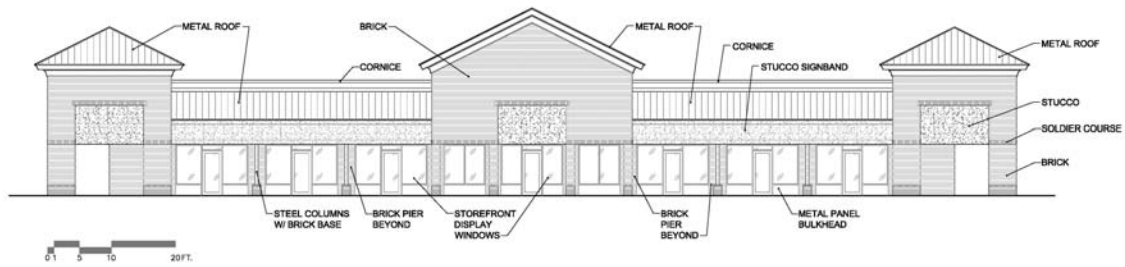 METAL ROOF
BRICK
METAL ROOF
CORNICE
METAL ROOF
CORNICE
STUCCO SIGNBAND
STUCCO
SOLDIER COURSE
BRICK
STEEL COLUMNS
W/ BRICK BASE
BRICK PIER
BEYOND
STOREFRONT
DISPLAY
WINDOWS
BRICK
PIER
BEYOND
METAL PANEL
BULKHEAD
0 1 5 10 20 FT.